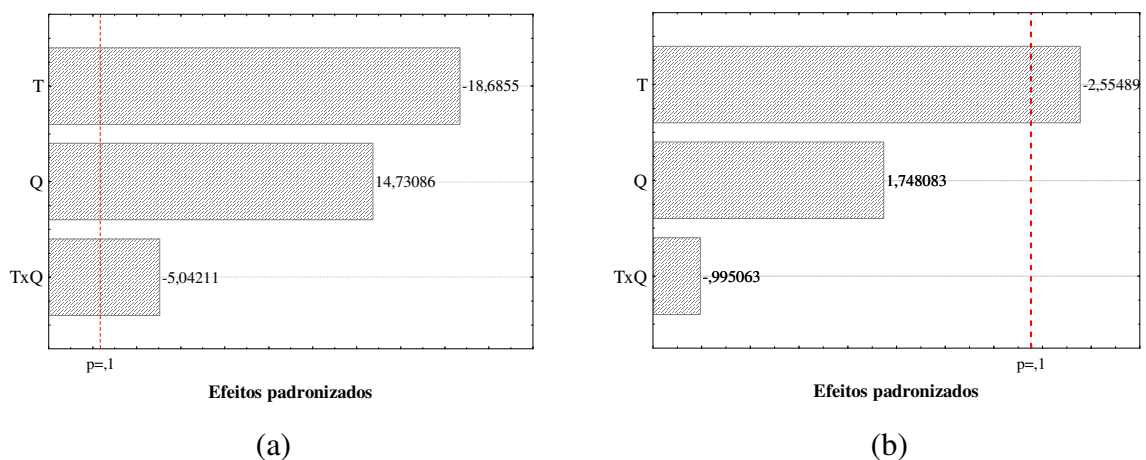 T
-18,6855
Q
14,73086
TxQ
-5,04211
p=,1
Efeitos padronizados
(a)
T
-2,55489
Q
1,748083
TxQ
-,995063
p=,1
Efeitos padronizados
(b)